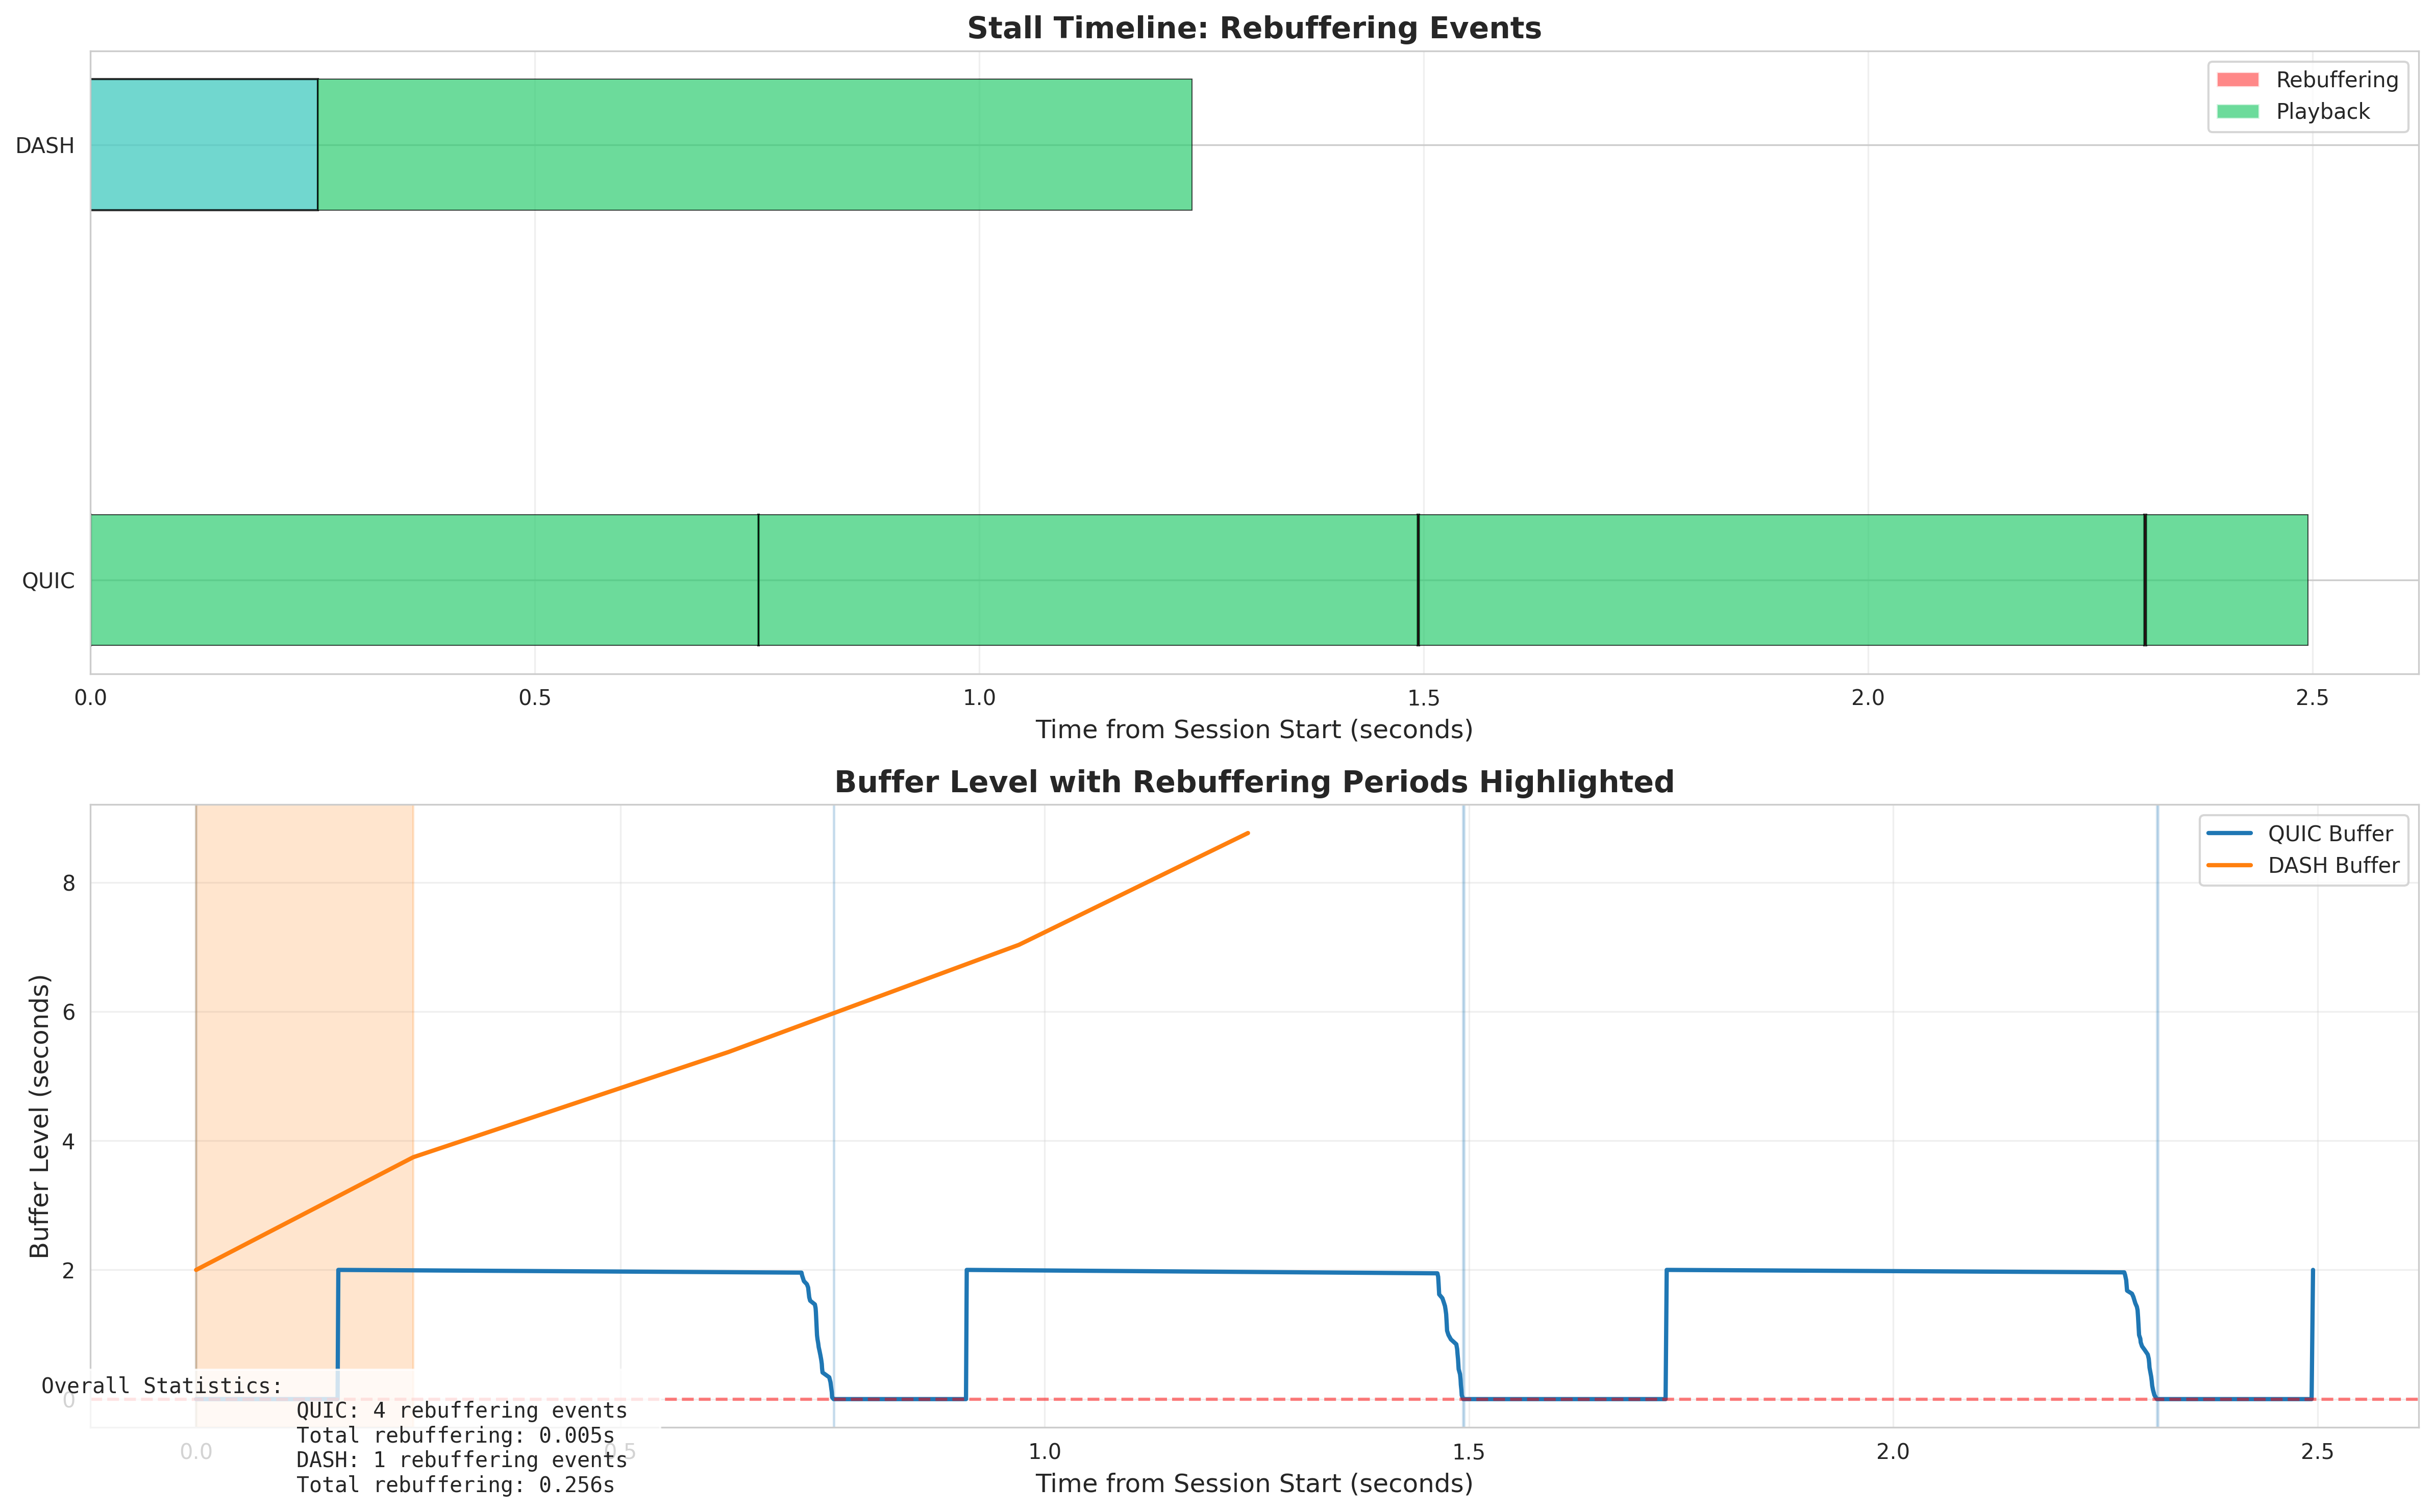 Stall Timeline: Rebuffering Events
Rebuffering
Playback
DASH
QUIC
0.0 0.5 1.0 1.5 2.0 2.5
Time from Session Start (seconds)
Buffer Level with Rebuffering Periods Highlighted
QUIC Buffer
DASH Buffer
Buffer Level (seconds)
8
6
4
2
0
Overall Statistics:
QUIC: 4 rebuffering events
Total rebuffering: 0.005s
DASH: 1 rebuffering events
Total rebuffering: 0.256s
0.0 0.5 1.0 1.5 2.0 2.5
Time from Session Start (seconds)